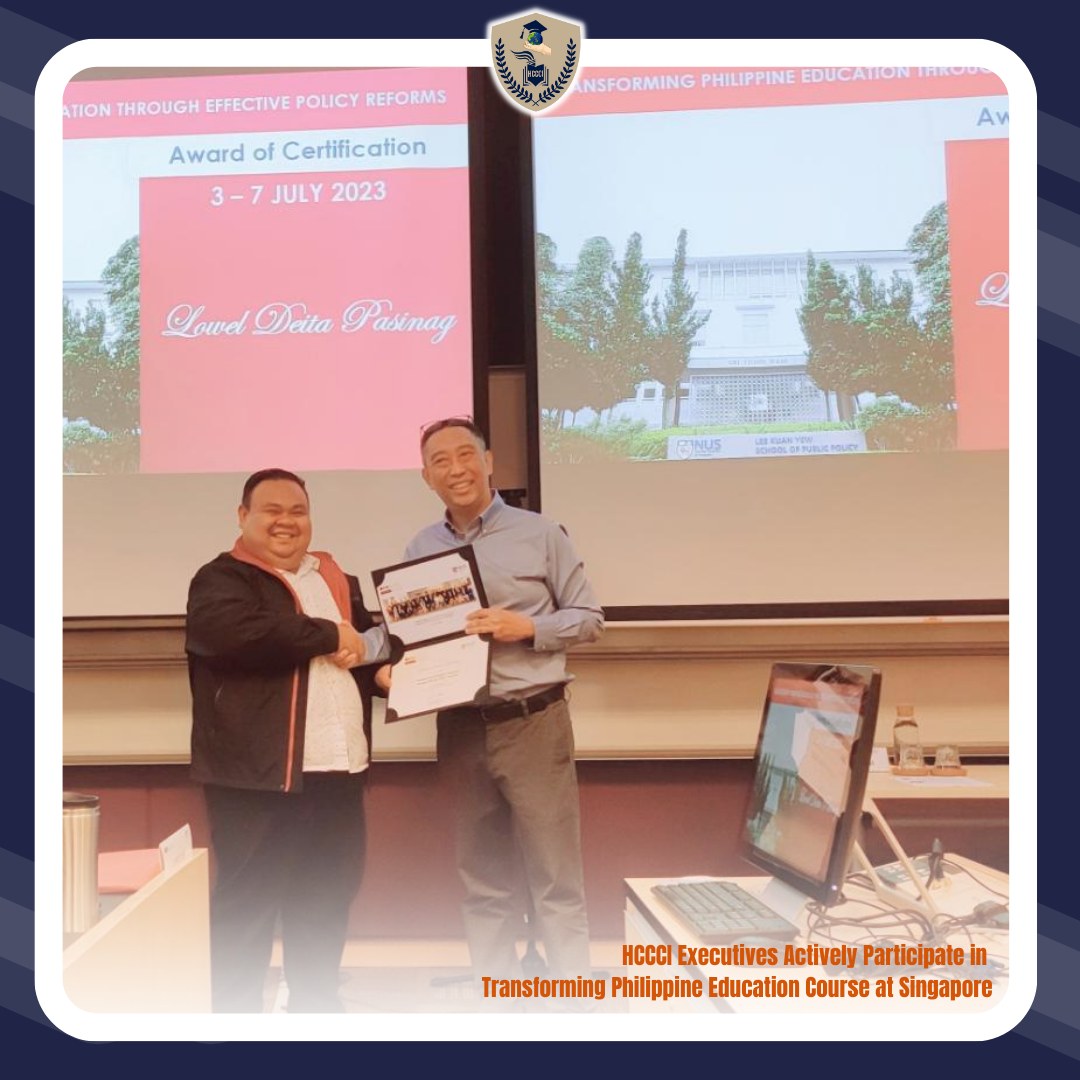 HCCCI
ATION THROUGH EFFECTIVE POLICY REFORMS
Award of Certification
3 – 7 JULY 2023
Lowel Deita Pasinag
ANSFORMING PHILIPPINE EDUCATION THROUG
Aw
L
NUS
LEE KUAN YEW
SCHOOL OF PUBLIC POLICY
HCCCI Executives Actively Participate in
Transforming Philippine Education Course at Singapore